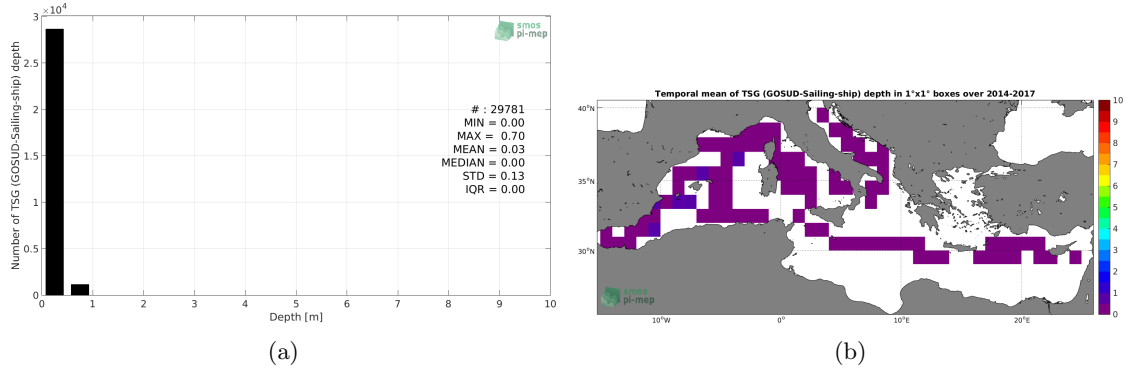 3 ×10⁴
2.5
2
1.5
1
0.5
0
0 1 2 3 4 5 6 7 8 9 10
Number of TSG (GOSUD-Sailing-ship) depth
Depth [m]
smos
pi-mep
# : 29781
MIN = 0.00
MAX = 0.70
MEAN = 0.03
MEDIAN = 0.00
STD = 0.13
IQR = 0.00
(a)
Temporal mean of TSG (GOSUD-Sailing-ship) depth in 1°x1° boxes over 2014-2017
40°N
35°N
30°N
10°W 0° 10°E 20°E
smos
pi-mep
10
9
8
7
6
5
4
3
2
1
0
(b)